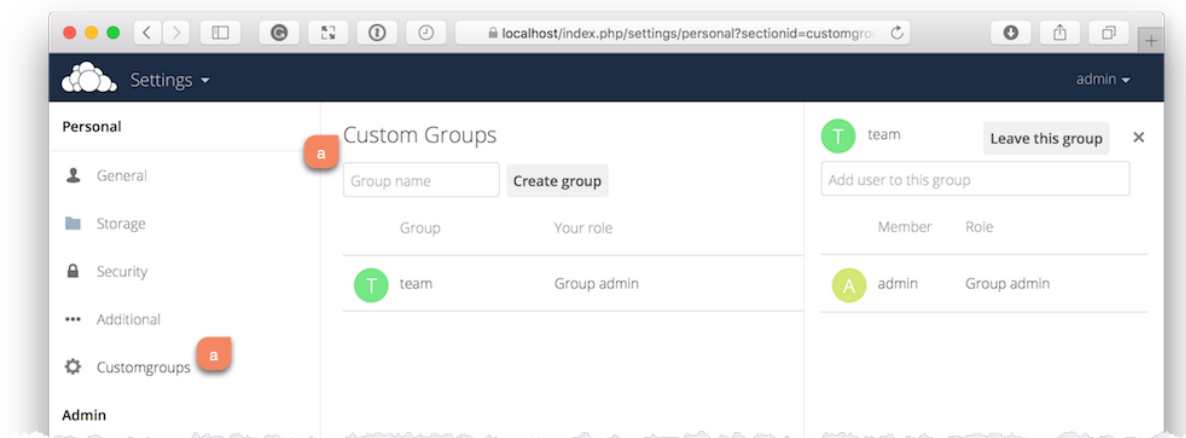 localhost/index.php/settings/personal?sectionid=customgro
Settings
admin
Personal
General
Storage
Security
Additional
Customgroups
a
Admin
a
Custom Groups
Group name
Create group
Group Your role
T team Group admin
T team Leave this group ×
Add user to this group
Member Role
A admin Group admin